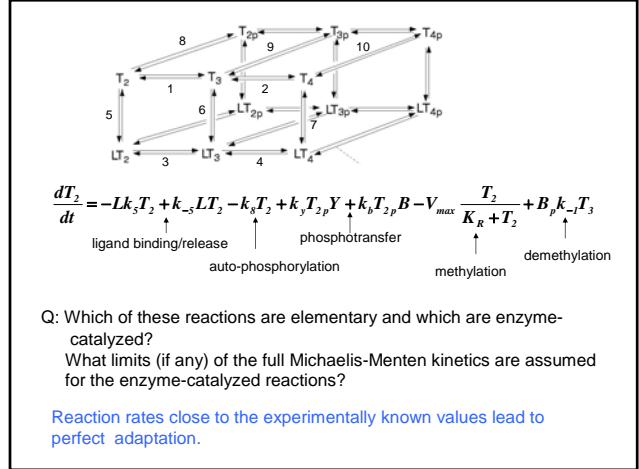 T2p T3p T4p
8 9 10
T2 T3 T4
1 2
5 6 7
LT2p LT3p LT4p
LT2 LT3 LT4
3 4
dT2/dt = −Lk5T2 + k−5LT2 − k8T2 + kyT2pY + kbT2pB − Vmax T2/(KR + T2) + Bpk−1T3
ligand binding/release
phosphotransfer
auto-phosphorylation
methylation
demethylation
Q: Which of these reactions are elementary and which are enzyme-
catalyzed?
What limits (if any) of the full Michaelis-Menten kinetics are assumed
for the enzyme-catalyzed reactions?
Reaction rates close to the experimentally known values lead to
perfect adaptation.